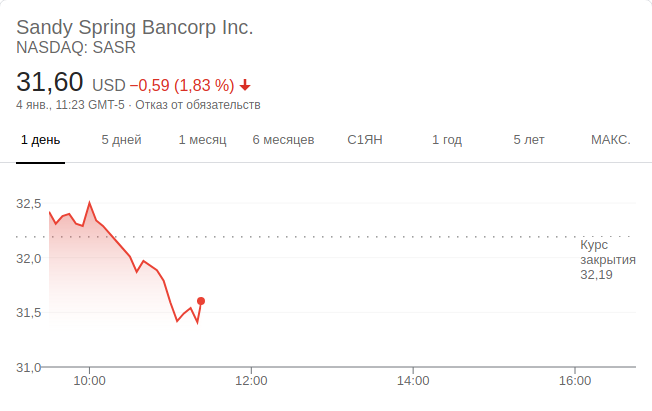 Sandy Spring Bancorp Inc.
NASDAQ: SASR
31,60 USD −0,59 (1,83 %)
4 янв., 11:23 GMT-5 · Отказ от обязательств
1 день 5 дней 1 месяц 6 месяцев С1ЯН 1 год 5 лет МАКС.
32,5
32,0
31,5
31,0
Курс
закрытия
32,19
10:00 12:00 14:00 16:00